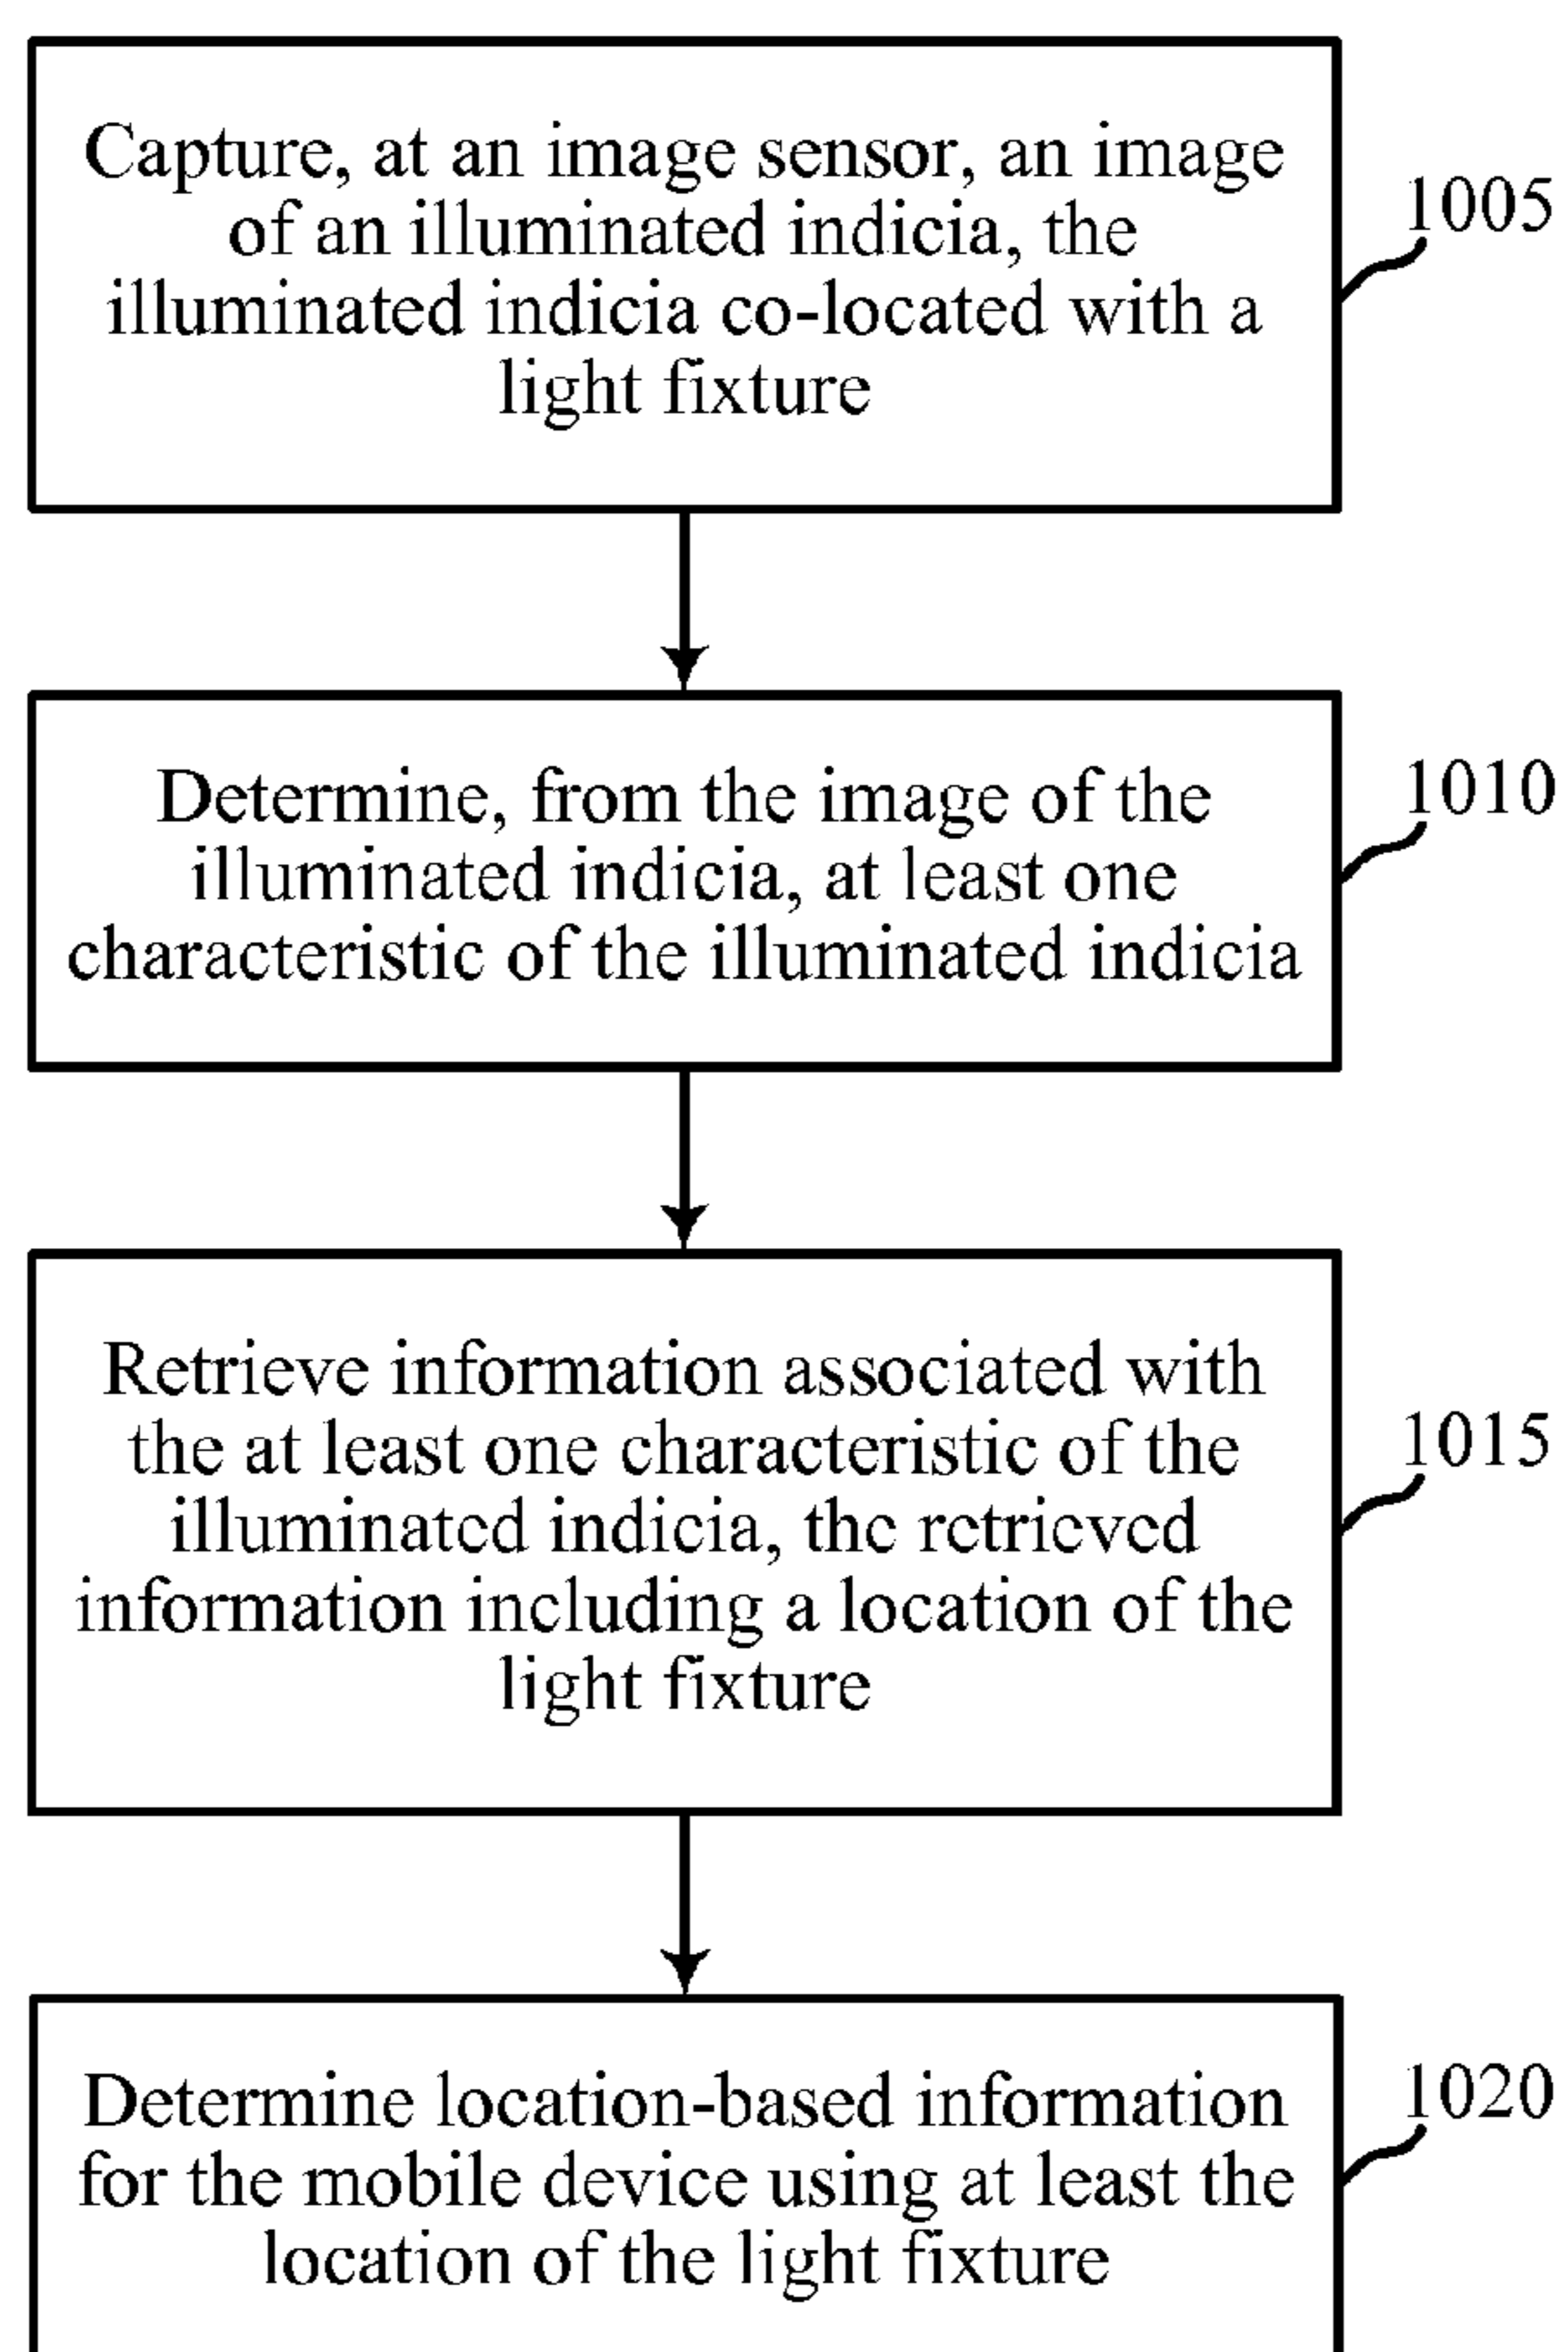 Capture, at an image sensor, an image
of an illuminated indicia, the
illuminated indicia co-located with a
light fixture
1005
Determine, from the image of the
illuminated indicia, at least one
characteristic of the illuminated indicia
1010
Retrieve information associated with
the at least one characteristic of the
illuminated indicia, the retrieved
information including a location of the
light fixture
1015
Determine location-based information
for the mobile device using at least the
location of the light fixture
1020